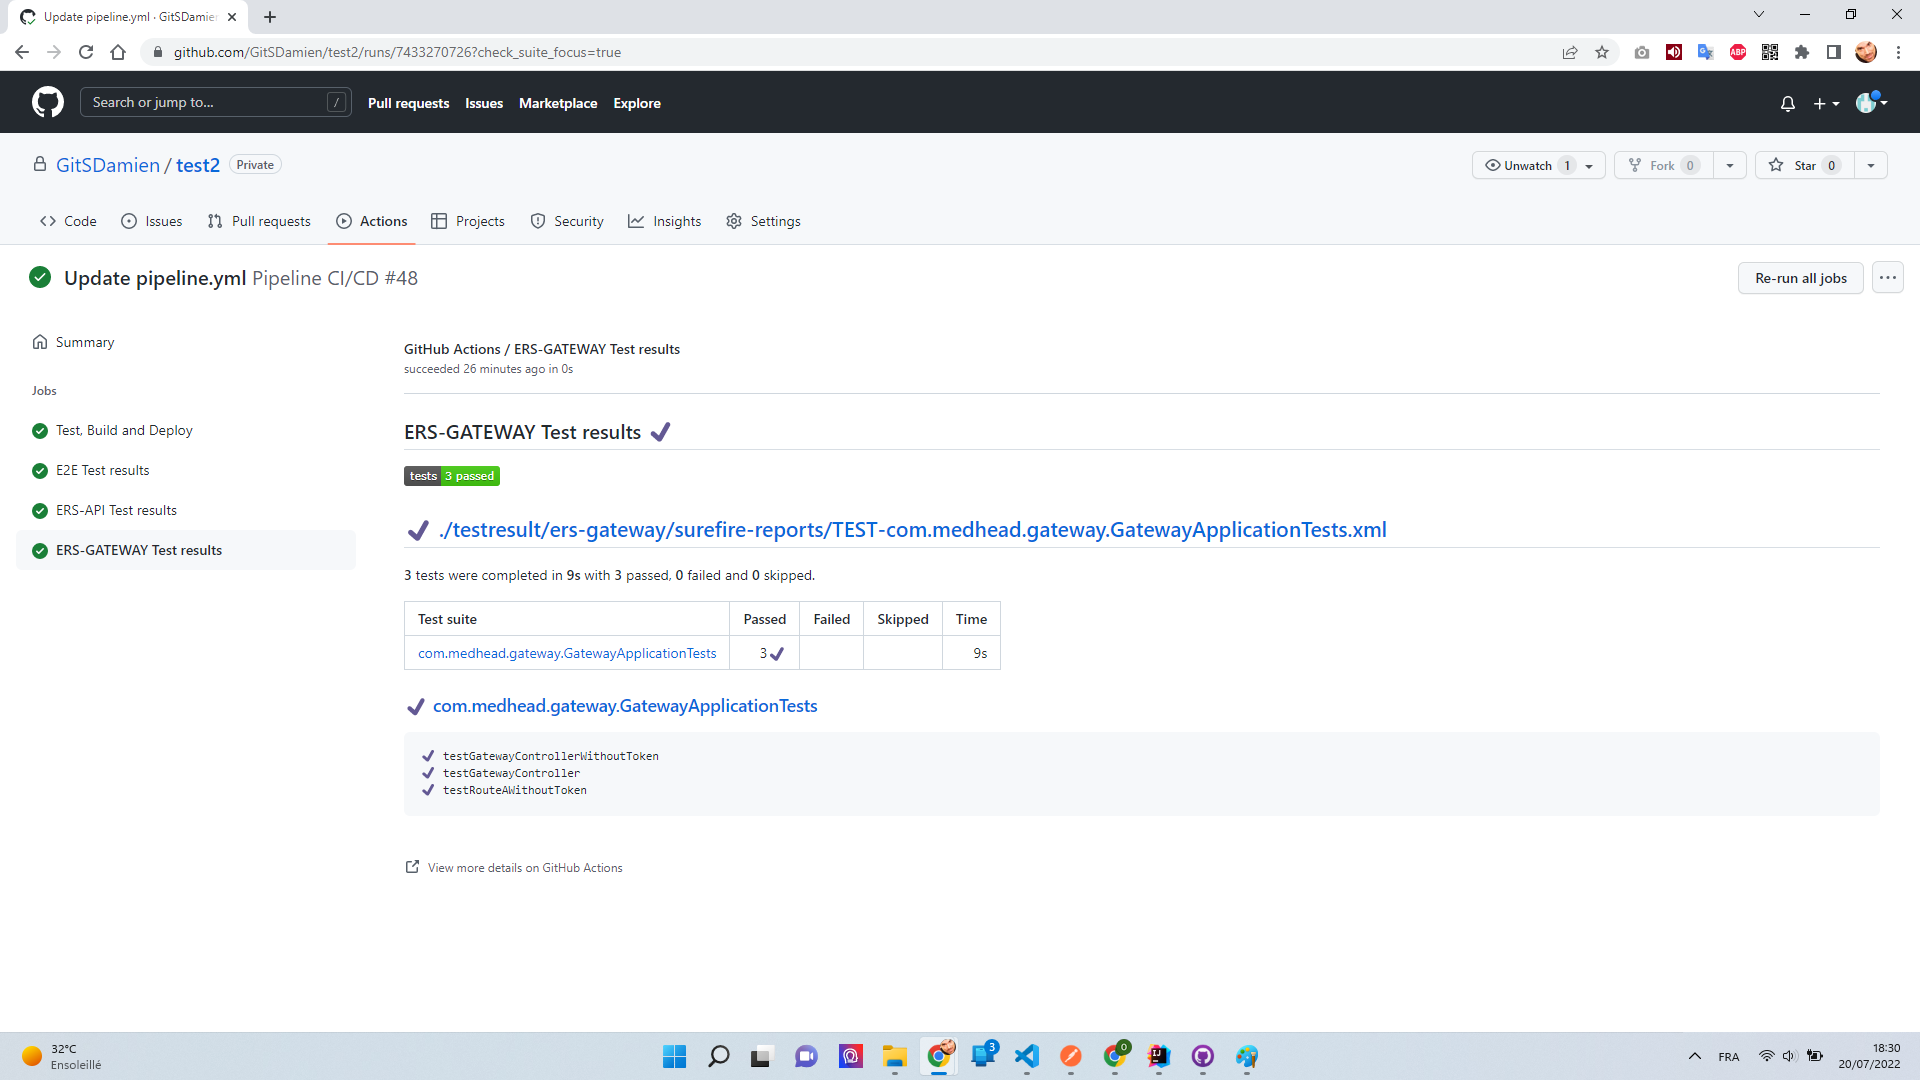 Update pipeline.yml · GitSDamien
github.com/GitSDamien/test2/runs/7433270726?check_suite_focus=true
ABP
Search or jump to... /
Pull requests Issues Marketplace Explore
GitSDamien / test2 Private
Unwatch 1 Fork 0 Star 0
Code Issues Pull requests Actions Projects Security Insights Settings
Update pipeline.yml Pipeline CI/CD #48
Re-run all jobs
Summary
Jobs
Test, Build and Deploy
E2E Test results
ERS-API Test results
ERS-GATEWAY Test results
GitHub Actions / ERS-GATEWAY Test results
succeeded 26 minutes ago in 0s
ERS-GATEWAY Test results
tests 3 passed
./testresult/ers-gateway/surefire-reports/TEST-com.medhead.gateway.GatewayApplicationTests.xml
3 tests were completed in 9s with 3 passed, 0 failed and 0 skipped.
Test suite Passed Failed Skipped Time
com.medhead.gateway.GatewayApplicationTests 3 9s
com.medhead.gateway.GatewayApplicationTests
testGatewayControllerWithoutToken
testGatewayController
testRouteAWithoutToken
View more details on GitHub Actions
32°C
Ensoleillé
3
0
IJ
FRA
18:30
20/07/2022